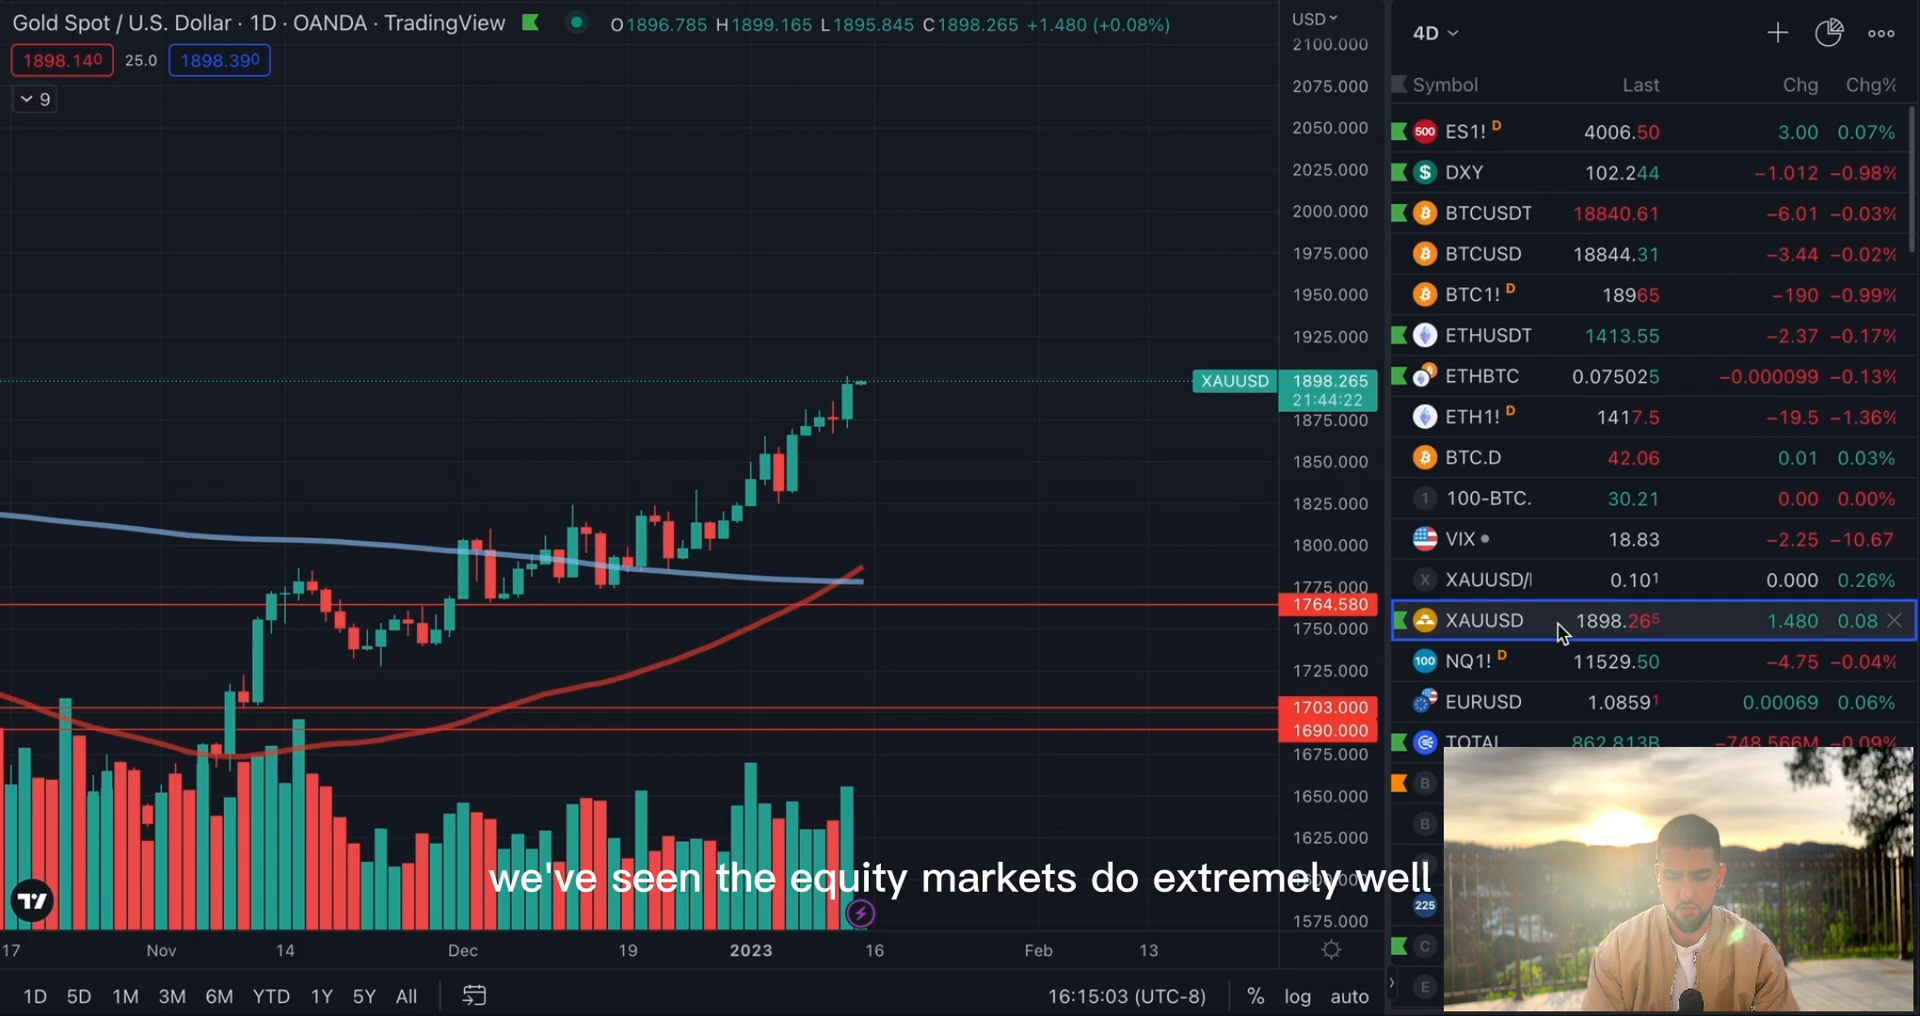 Gold Spot / U.S. Dollar · 1D · OANDA · TradingView O1896.785 H1899.165 L1895.845 C1898.265 +1.480 (+0.08%)
1898.140 25.0 1898.390
9
USD
2100.000
2075.000
2050.000
2025.000
2000.000
1975.000
1950.000
1925.000
XAUUSD 1898.265
21:44:22
1875.000
1850.000
1825.000
1800.000
1775.000
1764.580
1750.000
1725.000
1703.000
1690.000
1675.000
1650.000
1625.000
1600.000
1575.000
we've seen the equity markets do extremely well
17 Nov 14 Dec 19 2023 16 Feb 13
1D 5D 1M 3M 6M YTD 1Y 5Y All 16:15:03 (UTC-8) % log auto
4D
Symbol Last Chg Chg%
500 ES1! D 4006.50 3.00 0.07%
$ DXY 102.244 −1.012 −0.98%
BTCUSDT 18840.61 −6.01 −0.03%
BTCUSD 18844.31 −3.44 −0.02%
BTC1! D 18965 −190 −0.99%
ETHUSDT 1413.55 −2.37 −0.17%
ETHBTC 0.075025 −0.000099 −0.13%
ETH1! D 1417.5 −19.5 −1.36%
BTC.D 42.06 0.01 0.03%
1 100-BTC. 30.21 0.00 0.00%
VIX 18.83 −2.25 −10.67
X XAUUSD/I 0.101 0.000 0.26%
XAUUSD 1898.265 1.480 0.08
100 NQ1! D 11529.50 −4.75 −0.04%
EURUSD 1.08591 0.00069 0.06%
TOTAL 862.813B −748.566M −0.09%
B
B
225
C
E